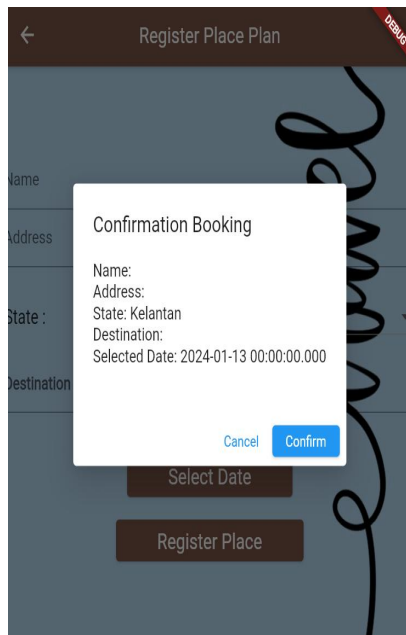 Register Place Plan
DEBUG
Name
Address
State :
Destination
Confirmation Booking
Name:
Address:
State: Kelantan
Destination:
Selected Date: 2024-01-13 00:00:00.000
Cancel
Confirm
Select Date
Register Place